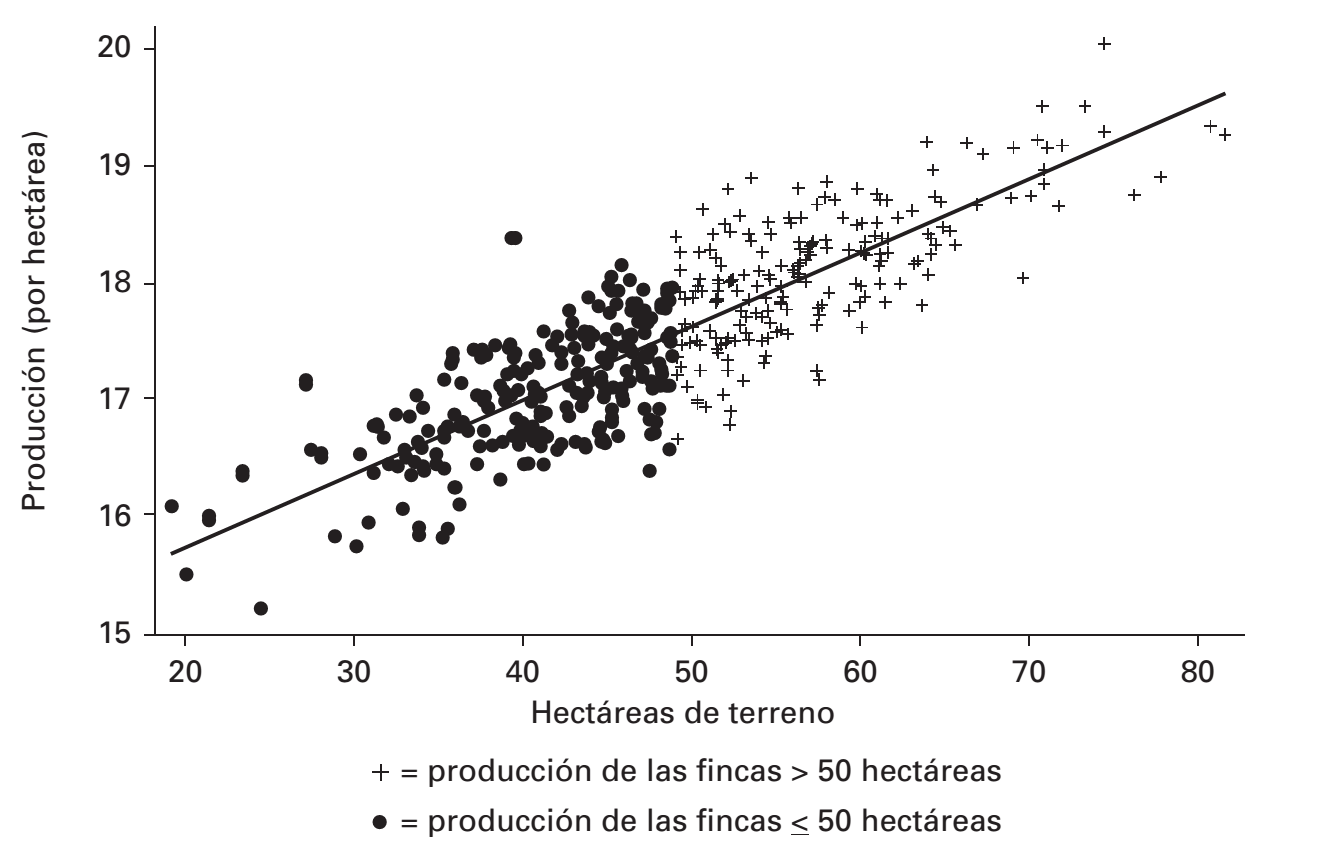 20
19
18
17
16
15
Producción (por hectárea)
20 30 40 50 60 70 80
Hectáreas de terreno
+ = producción de las fincas > 50 hectáreas
● = producción de las fincas ≤ 50 hectáreas